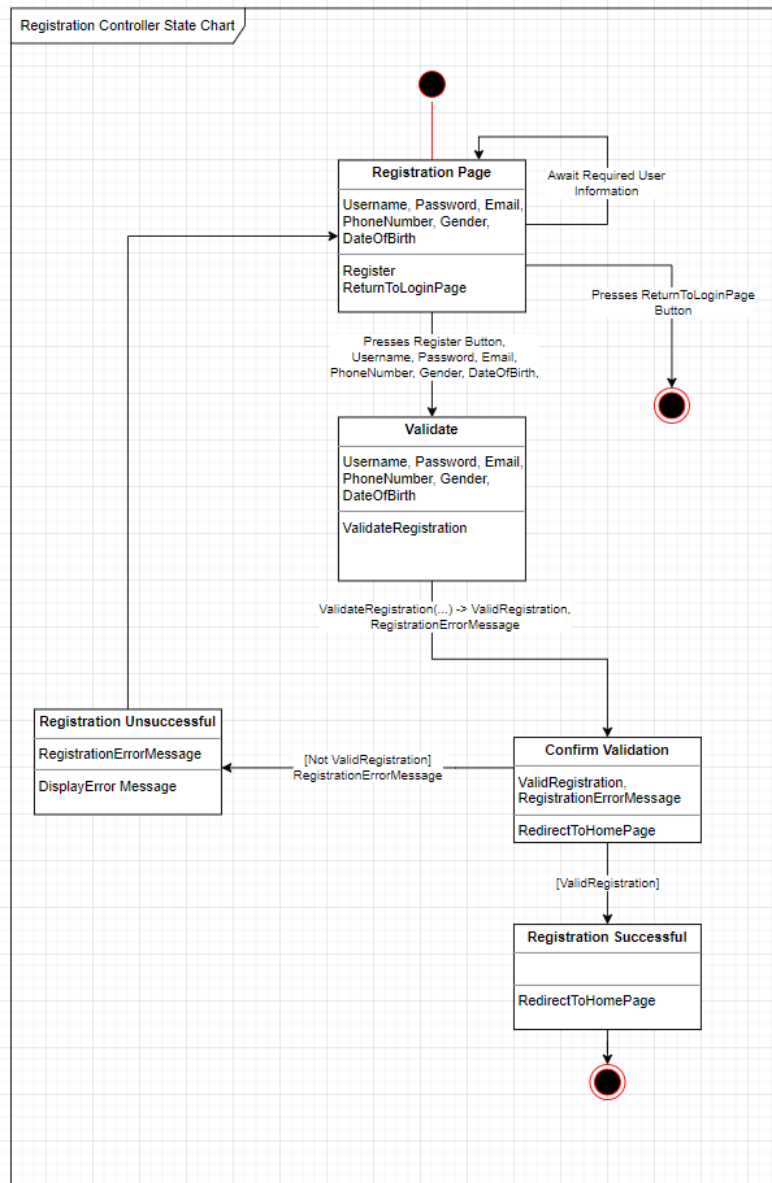 Registration Controller State Chart
Registration Page
Username, Password, Email,
PhoneNumber, Gender,
DateOfBirth
Register
ReturnToLoginPage
Await Required User
Information
Presses ReturnToLoginPage
Button
Presses Register Button,
Username, Password, Email,
PhoneNumber, Gender, DateOfBirth,
Validate
Username, Password, Email,
PhoneNumber, Gender,
DateOfBirth
ValidateRegistration
ValidateRegistration(...) -> ValidRegistration,
RegistrationErrorMessage
Registration Unsuccessful
RegistrationErrorMessage
DisplayError Message
[Not ValidRegistration]
RegistrationErrorMessage
Confirm Validation
ValidRegistration,
RegistrationErrorMessage
RedirectToHomePage
[ValidRegistration]
Registration Successful
RedirectToHomePage